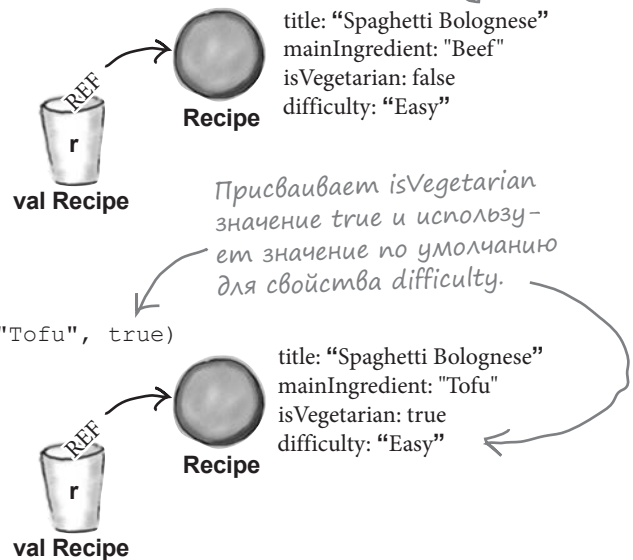 title: “Spaghetti Bolognese”
mainIngredient: "Beef"
isVegetarian: false
difficulty: “Easy”
REF
r
Recipe
val Recipe
Присваивает isVegetarian
значение true и использу-
ет значение по умолчанию
для свойства difficulty.
"Tofu", true)
title: “Spaghetti Bolognese”
mainIngredient: "Tofu"
isVegetarian: true
difficulty: “Easy”
REF
r
Recipe
val Recipe